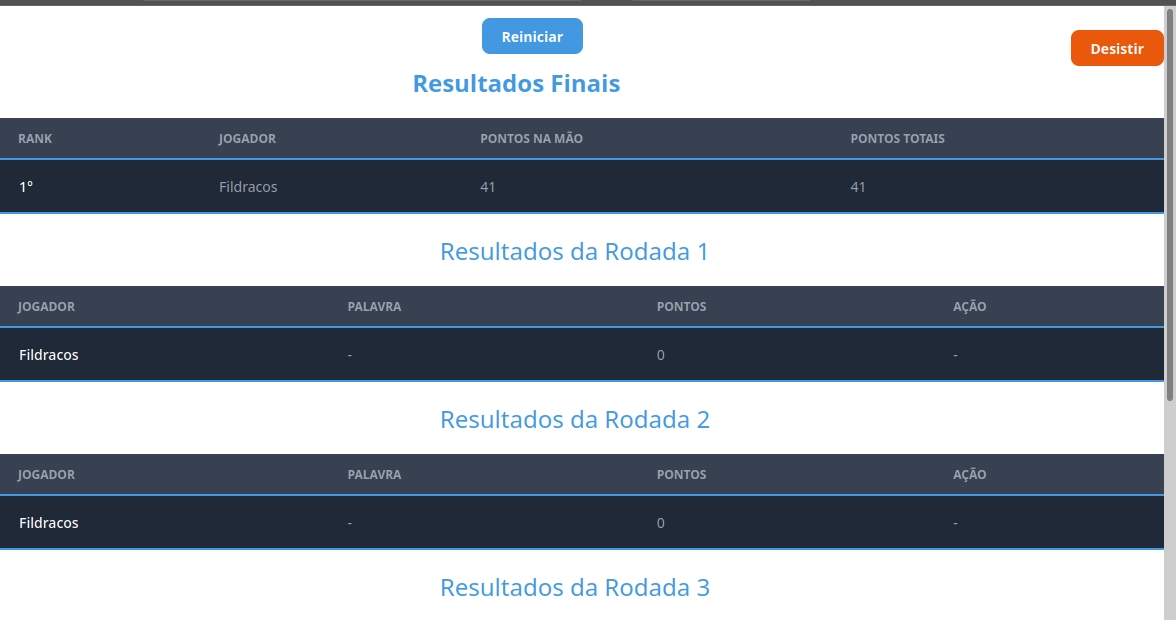 Reiniciar
Desistir
Resultados Finais
RANK JOGADOR PONTOS NA MÃO PONTOS TOTAIS
1° Fildracos 41 41
Resultados da Rodada 1
JOGADOR PALAVRA PONTOS AÇÃO
Fildracos - 0 -
Resultados da Rodada 2
JOGADOR PALAVRA PONTOS AÇÃO
Fildracos - 0 -
Resultados da Rodada 3